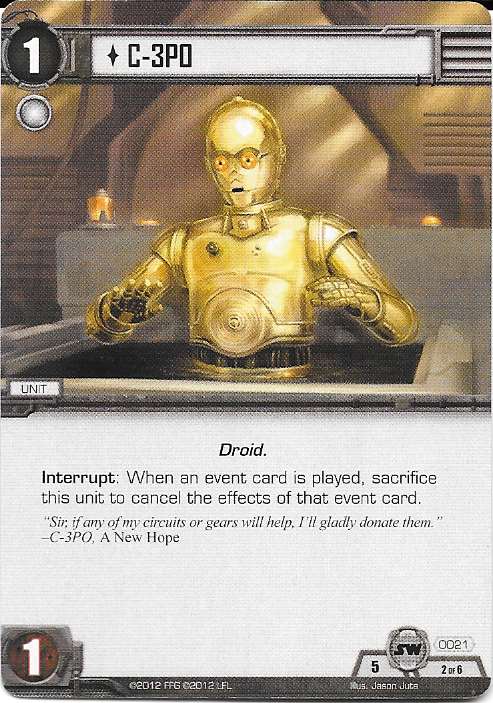 1
C-3PO
UNIT
Droid.
Interrupt: When an event card is played, sacrifice
this unit to cancel the effects of that event card.
“Sir, if any of my circuits or gears will help, I’ll gladly donate them.”
–C-3PO, A New Hope
1
SW
0021
5
2 OF 6
©2012 FFG ©2012 LFL
Illus. Jason Juta